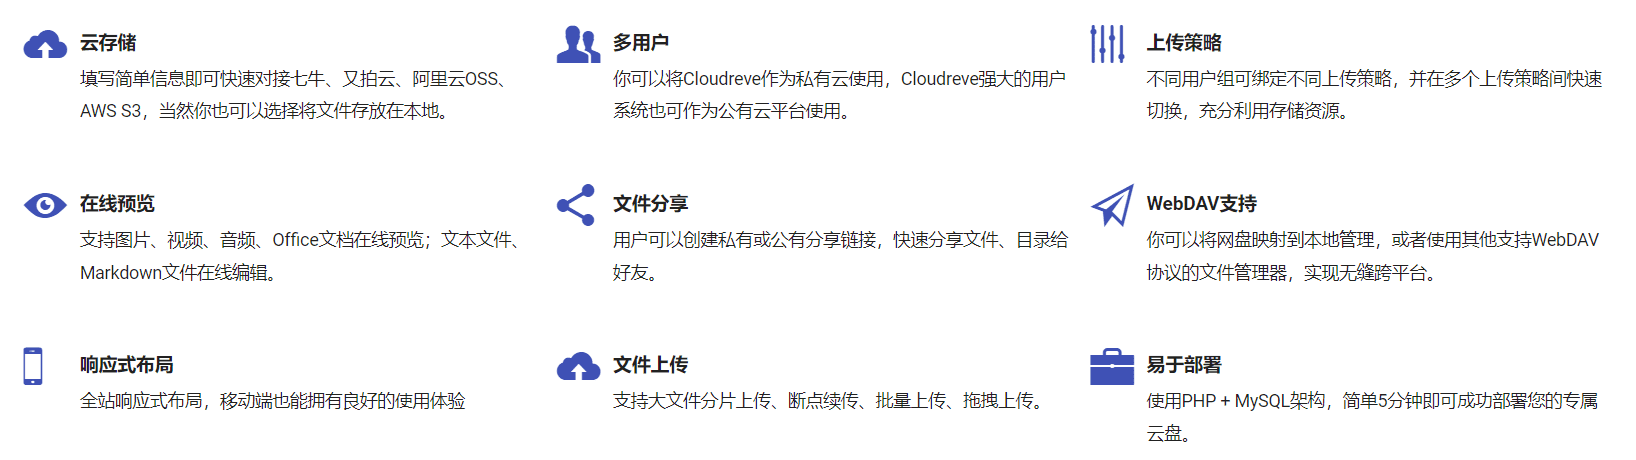 云存储
填写简单信息即可快速对接七牛、又拍云、阿里云OSS、
AWS S3，当然你也可以选择将文件存放在本地。
多用户
你可以将Cloudreve作为私有云使用，Cloudreve强大的用户
系统也可作为公有云平台使用。
上传策略
不同用户组可绑定不同上传策略，并在多个上传策略间快速
切换，充分利用存储资源。
在线预览
支持图片、视频、音频、Office文档在线预览；文本文件、
Markdown文件在线编辑。
文件分享
用户可以创建私有或公有分享链接，快速分享文件、目录给
好友。
WebDAV支持
你可以将网盘映射到本地管理，或者使用其他支持WebDAV
协议的文件管理器，实现无缝跨平台。
响应式布局
全站响应式布局，移动端也能拥有良好的使用体验
文件上传
支持大文件分片上传、断点续传、批量上传、拖拽上传。
易于部署
使用PHP + MySQL架构，简单5分钟即可成功部署您的专属
云盘。